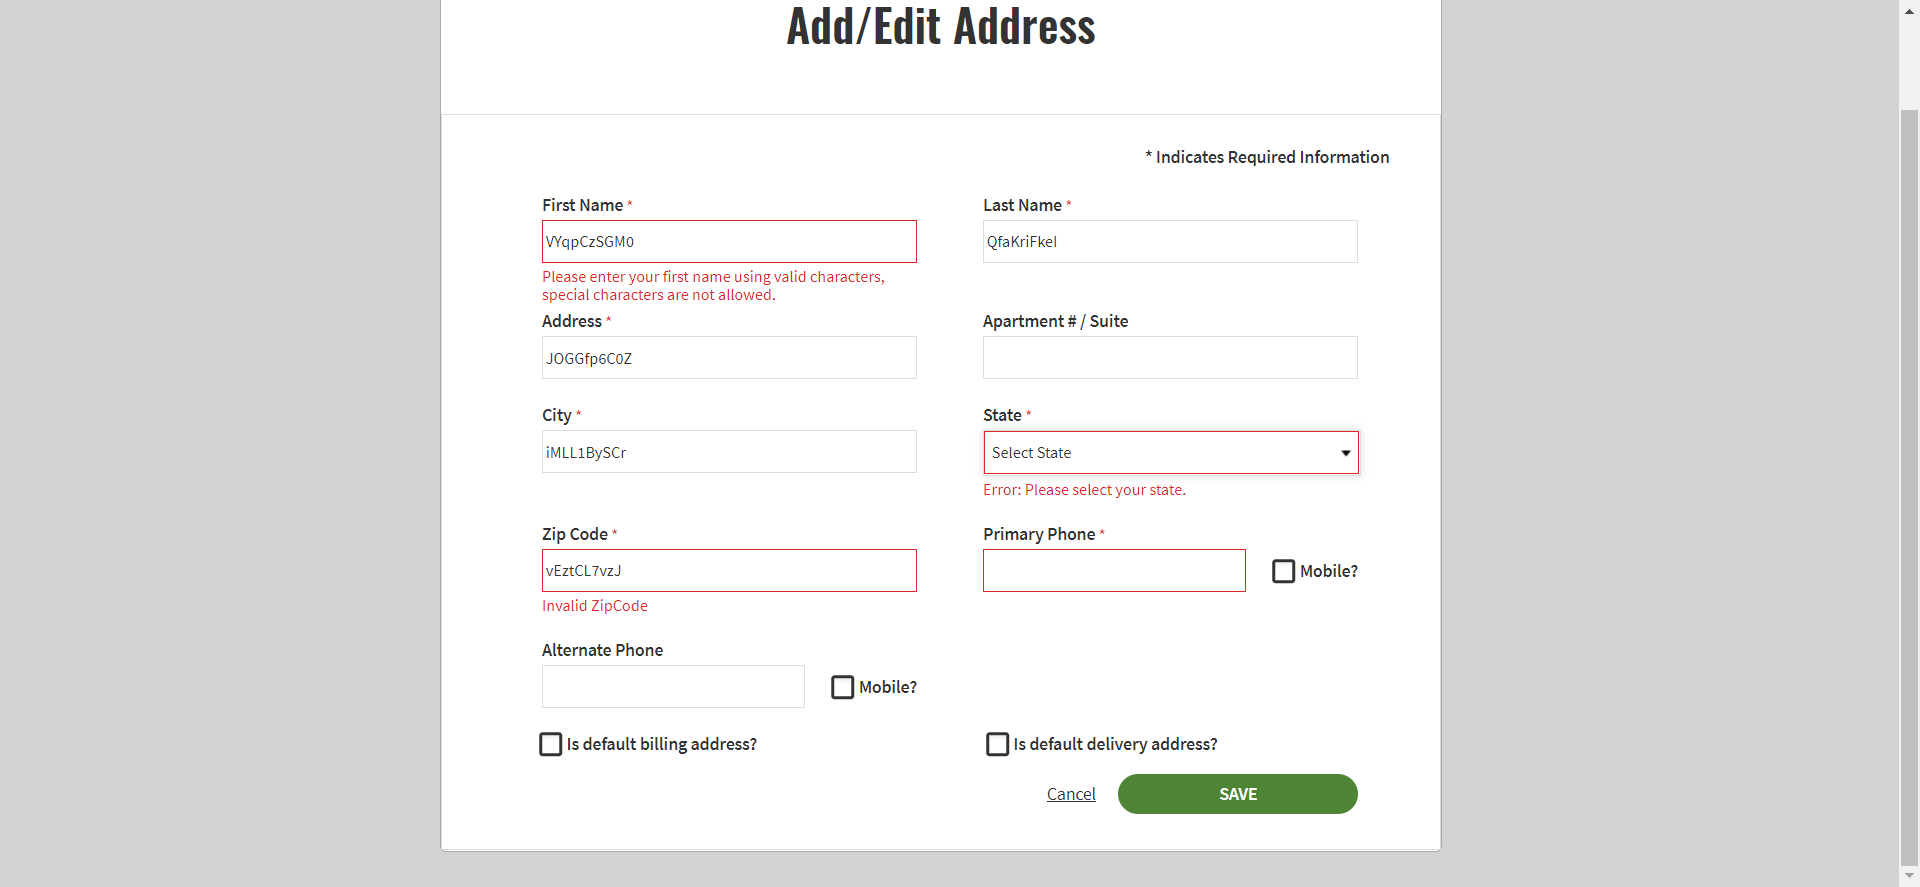 Add/Edit Address
* Indicates Required Information
First Name *
Last Name *
VYqpCzSGM0
QfaKriFkeI
Please enter your first name using valid characters,
special characters are not allowed.
Address *
Apartment # / Suite
JOGGfp6C0Z
City *
State *
iMLL1BySCr
Select State
Error: Please select your state.
Zip Code *
Primary Phone *
vEztCL7vzJ
Mobile?
Invalid ZipCode
Alternate Phone
Mobile?
Is default billing address?
Is default delivery address?
Cancel
SAVE